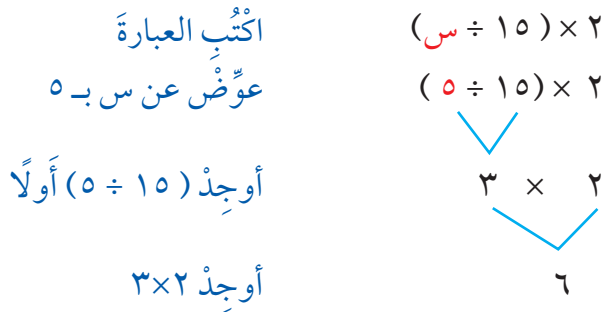 ٢ × (١٥ ÷ س) اكْتُبِ العبارةَ
٢ × (١٥ ÷ ٥) عوِّضْ عن س بـ ٥
٢ × ٣ أوجِدْ (١٥ ÷ ٥) أَولًا
٦ أوجِدْ ٢×٣